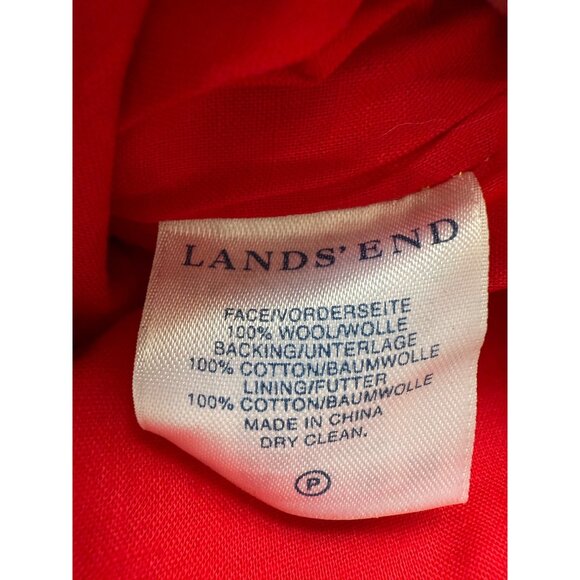 LANDS' END
FACE/VORDERSEITE
100% WOOL/WOLLE
BACKING/UNTERLAGE
100% COTTON/BAUMWOLLE
LINING/FUTTER
100% COTTON/BAUMWOLLE
MADE IN CHINA
DRY CLEAN.
P